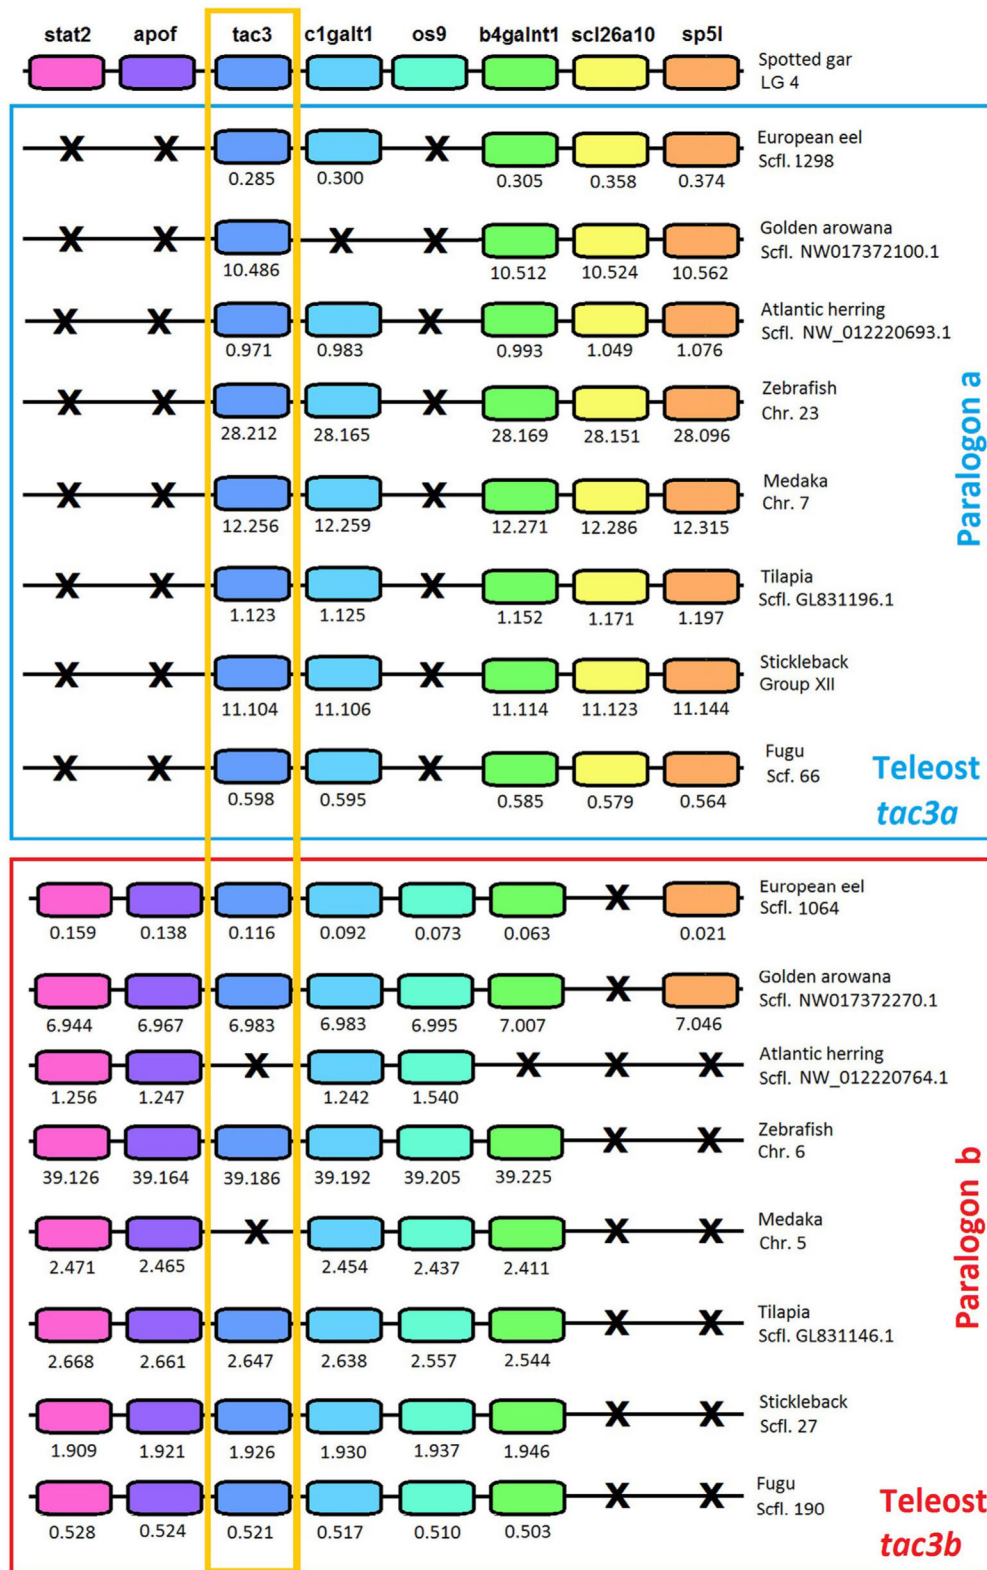 stat2 apof tac3 c1galt1 os9 b4galnt1 scl26a10 sp5l
Spotted gar
LG 4
X X X
European eel
Scfl. 1298
0.285 0.300 0.305 0.358 0.374
X X X X
Golden arowana
Scfl. NW017372100.1
10.486 10.512 10.524 10.562
X X X
Atlantic herring
Scfl. NW_012220693.1
0.971 0.983 0.993 1.049 1.076
X X X
Zebrafish
Chr. 23
28.212 28.165 28.169 28.151 28.096
X X X
Medaka
Chr. 7
12.256 12.259 12.271 12.286 12.315
X X X
Tilapia
Scfl. GL831196.1
1.123 1.125 1.152 1.171 1.197
X X X
Stickleback
Group XII
11.104 11.106 11.114 11.123 11.144
X X X
Fugu
Scf. 66
0.598 0.595 0.585 0.579 0.564
Paralogon a
Teleost
tac3a
X
European eel
Scfl. 1064
0.159 0.138 0.116 0.092 0.073 0.063 0.021
X
Golden arowana
Scfl. NW017372270.1
6.944 6.967 6.983 6.983 6.995 7.007 7.046
X X X X
Atlantic herring
Scfl. NW_012220764.1
1.256 1.247 1.242 1.540
X X
Zebrafish
Chr. 6
39.126 39.164 39.186 39.192 39.205 39.225
X X X
Medaka
Chr. 5
2.471 2.465 2.454 2.437 2.411
X X
Tilapia
Scfl. GL831146.1
2.668 2.661 2.647 2.638 2.557 2.544
X X
Stickleback
Scfl. 27
1.909 1.921 1.926 1.930 1.937 1.946
X X
Fugu
Scfl. 190
0.528 0.524 0.521 0.517 0.510 0.503
Paralogon b
Teleost
tac3b